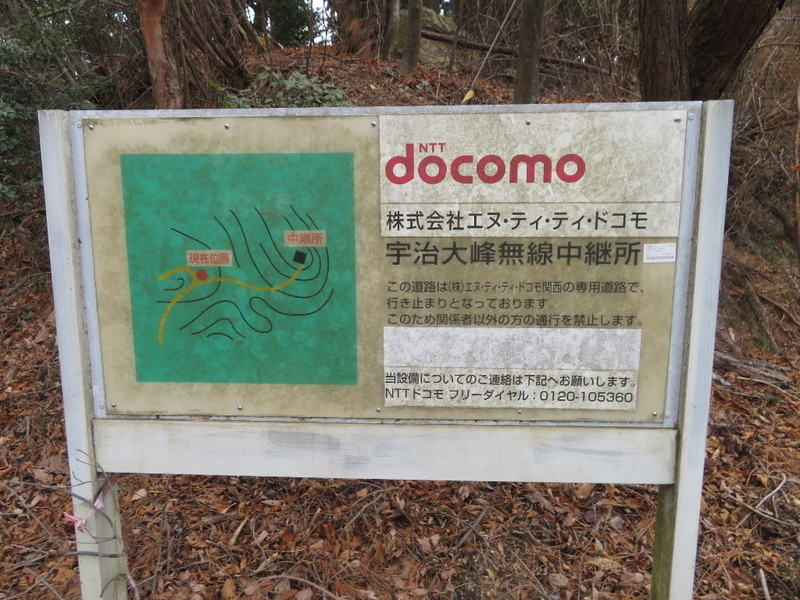 中継所
現在位置
NTT
docomo
株式会社エヌ・ティ・ティ・ドコモ
宇治大峰無線中継所
この道路は(株)エヌ・ティ・ティ・ドコモ関西の専用道路で、
行き止まりとなっております。
このため関係者以外の方の通行を禁止します。
当設備についてのご連絡は下記へお願いします。
NTTドコモ フリーダイヤル：0120-105360